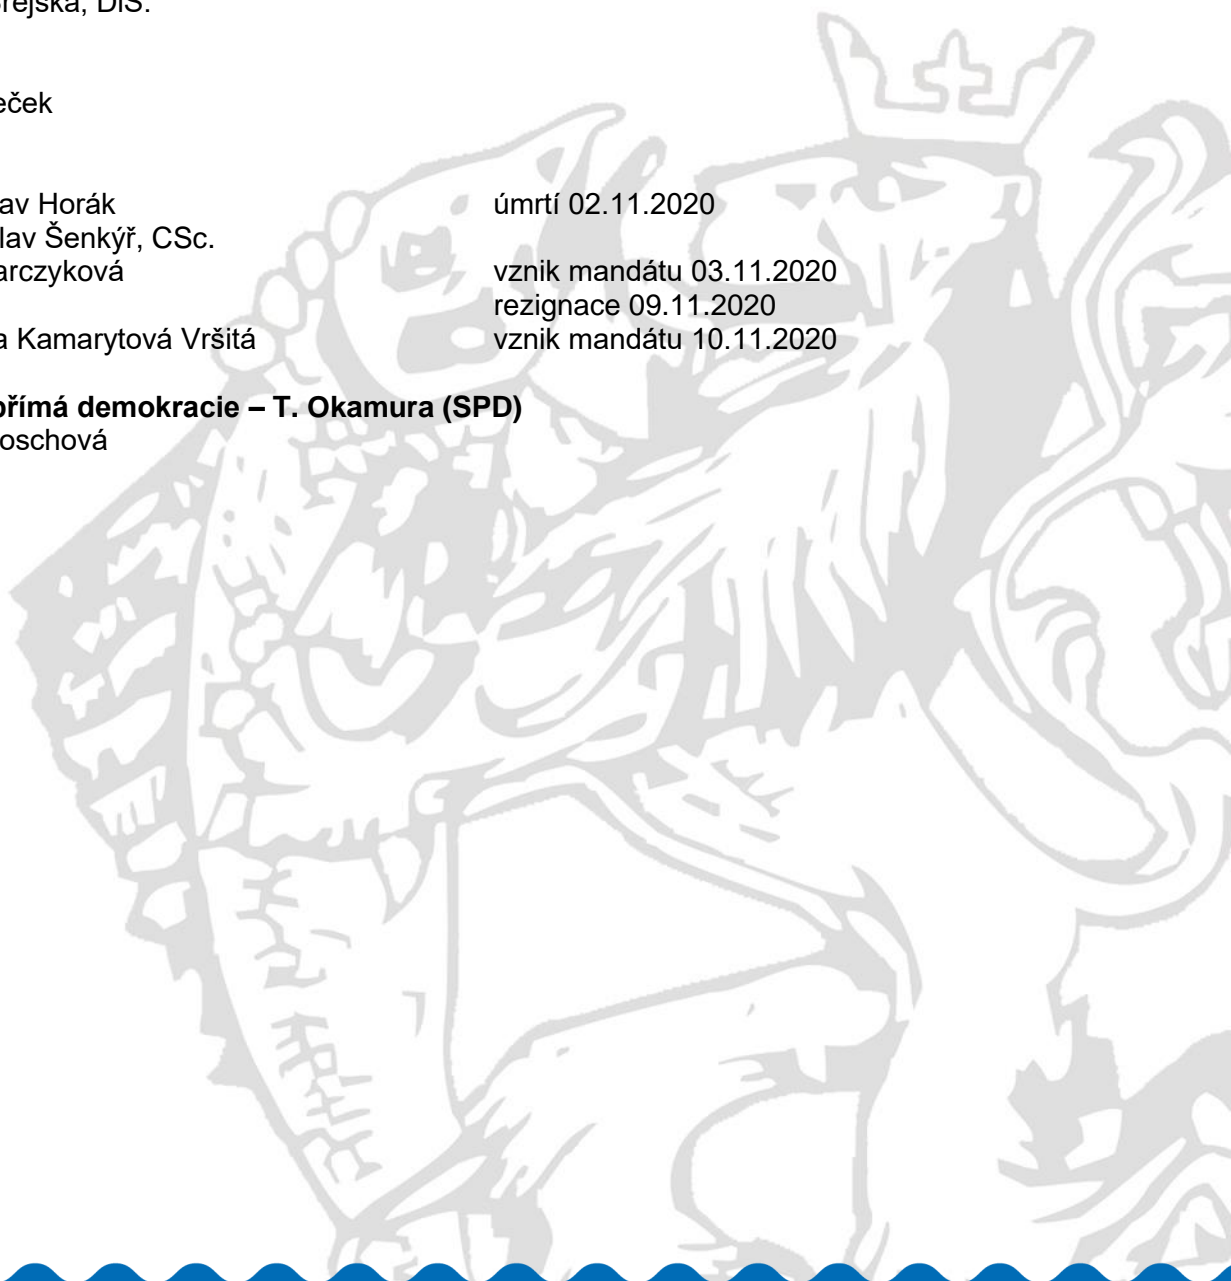 rejská, DiS.
eček
av Horák úmrtí 02.11.2020
lav Šenkýř, CSc.
arczyková vznik mandátu 03.11.2020
rezignace 09.11.2020
a Kamarytová Vršitá vznik mandátu 10.11.2020
přímá demokracie – T. Okamura (SPD)
oschová